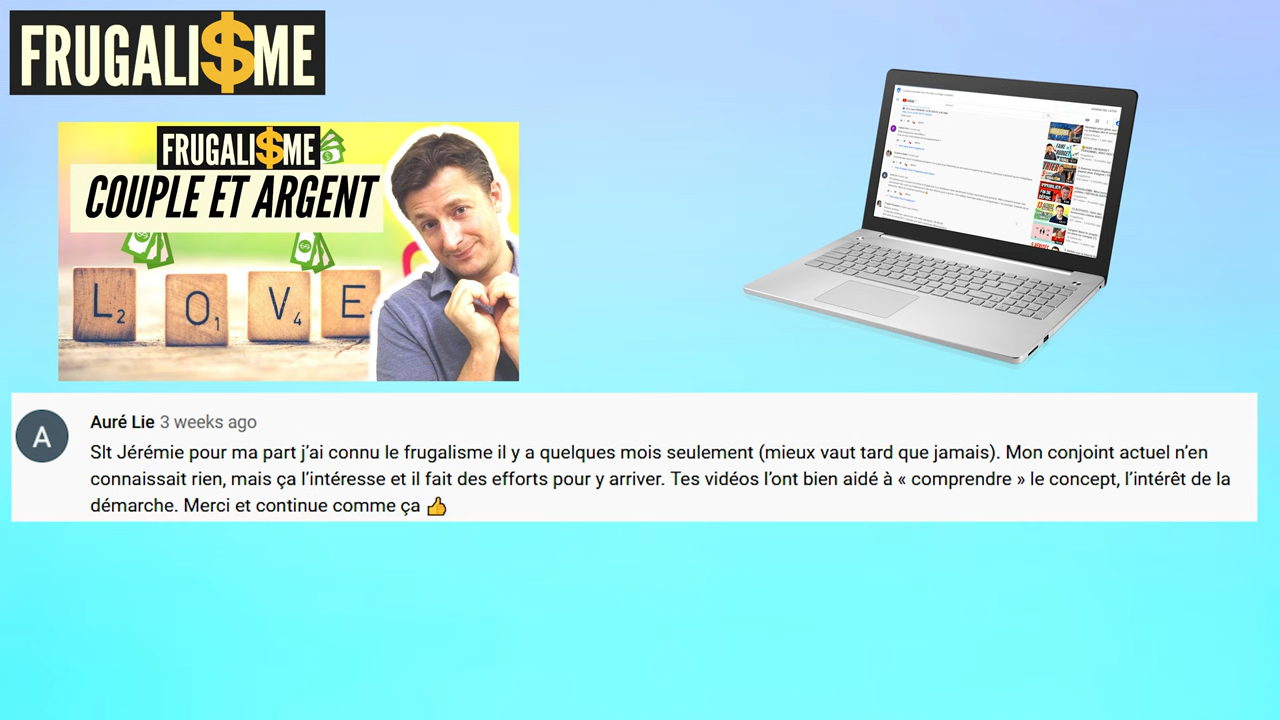 FRUGALI$ME
FRUGALI$ME
COUPLE ET ARGENT
L2 O1 V4 E
A
Auré Lie 3 weeks ago
Slt Jérémie pour ma part j’ai connu le frugalisme il y a quelques mois seulement (mieux vaut tard que jamais). Mon conjoint actuel n’en
connaissait rien, mais ça l’intéresse et il fait des efforts pour y arriver. Tes vidéos l’ont bien aidé à « comprendre » le concept, l’intérêt de la
démarche. Merci et continue comme ça 👍